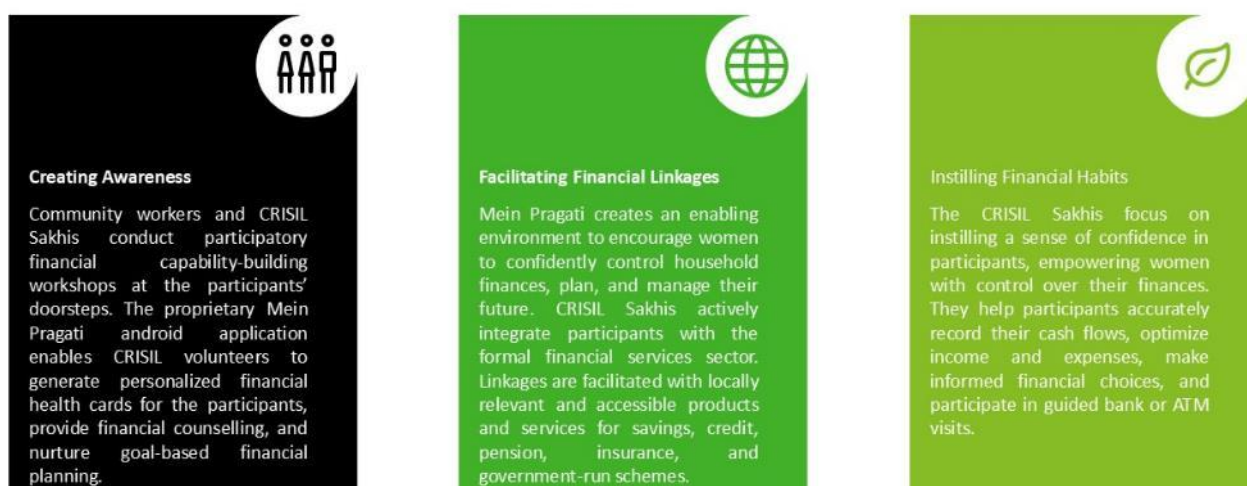 Creating Awareness
Community workers and CRISIL
Sakhis conduct participatory
financial capability-building
workshops at the participants'
doorsteps. The proprietary Mein
Pragati android application
enables CRISIL volunteers to
generate personalized financial
health cards for the participants,
provide financial counselling, and
nurture goal-based financial
planning.
Facilitating Financial Linkages
Mein Pragati creates an enabling
environment to encourage women
to confidently control household
finances, plan, and manage their
future. CRISIL Sakhis actively
integrate participants with the
formal financial services sector.
Linkages are facilitated with locally
relevant and accessible products
and services for savings, credit,
pension, insurance, and
government-run schemes.
Instilling Financial Habits
The CRISIL Sakhis focus on
instilling a sense of confidence in
participants, empowering women
with control over their finances.
They help participants accurately
record their cash flows, optimize
income and expenses, make
informed financial choices, and
participate in guided bank or ATM
visits.